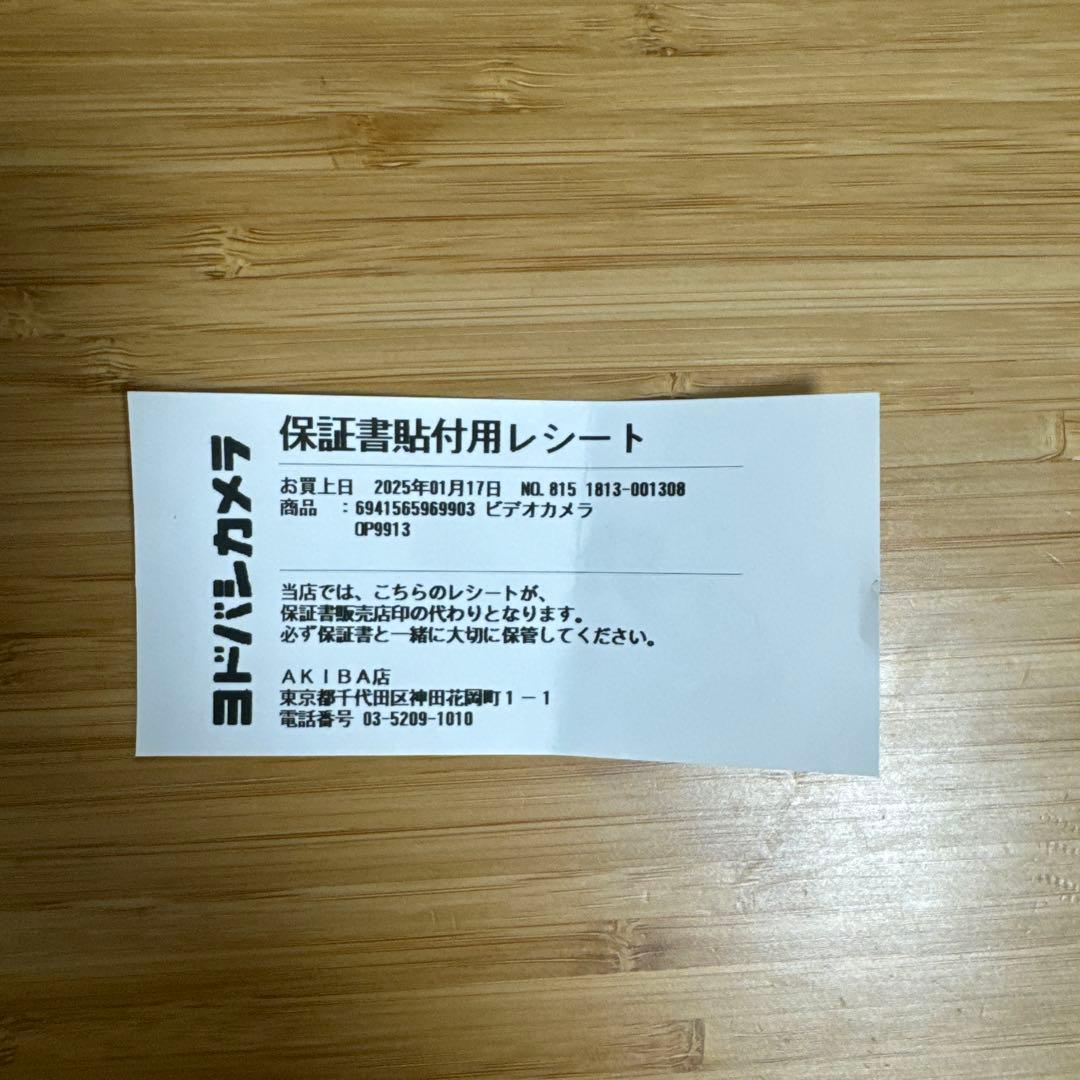 ヨドバシカメラ
保証書貼付用レシート
お買上日 2025年01月17日 NO. 815 1813-001308
商品 :6941565969903 ビデオカメラ
OP9913
当店では、こちらのレシートが、
保証書販売店印の代わりとなります。
必ず保証書と一緒に大切に保管してください。
AKIBA店
東京都千代田区神田花岡町1-1
電話番号 03-5209-1010